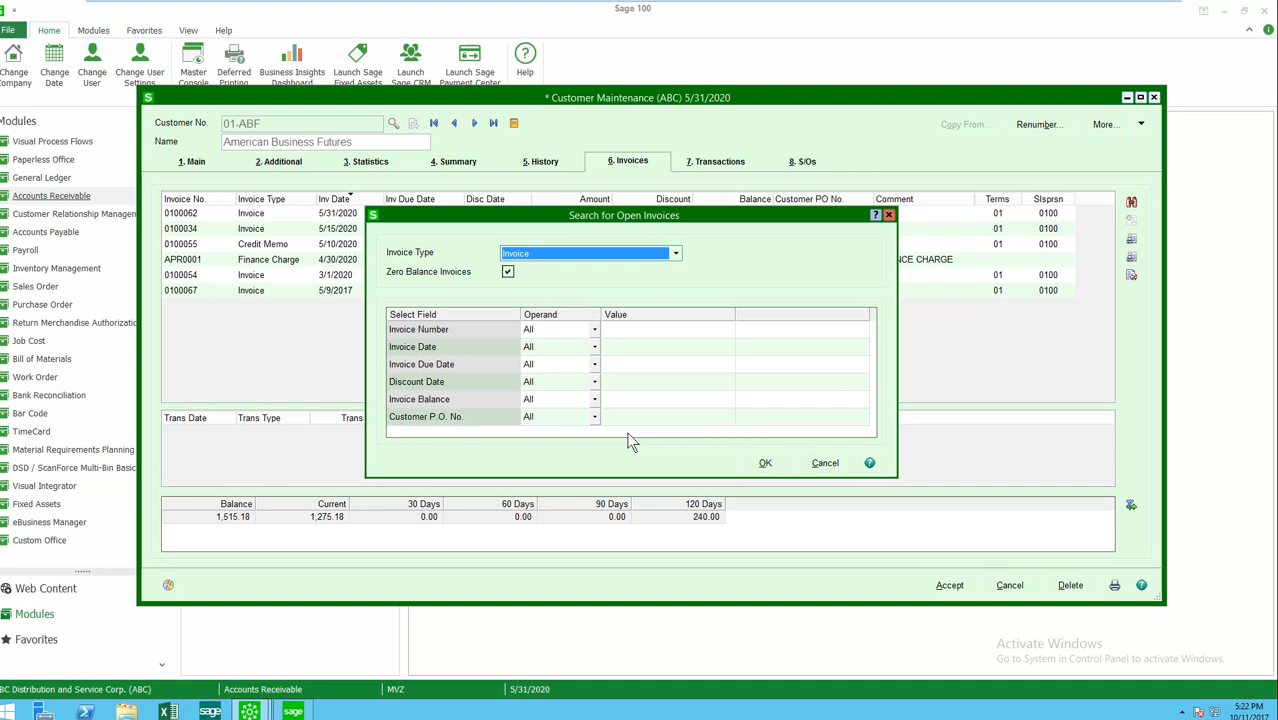 Sage 100
File Home Modules Favorites View Help
Change Company Change Date Change User Change User Settings Master Console Deferred Printing Business Insights Dashboard Launch Sage Fixed Assets Launch Sage CRM Launch Sage Payment Center Help
Modules
Visual Process Flows
Paperless Office
General Ledger
Accounts Receivable
Customer Relationship Managem
Accounts Payable
Payroll
Inventory Management
Sales Order
Purchase Order
Return Merchandise Authorizatio
Job Cost
Bill of Materials
Work Order
Bank Reconciliation
Bar Code
TimeCard
Material Requirements Planning
DSD / ScanForce Multi-Bin Basic
Visual Integrator
Fixed Assets
eBusiness Manager
Custom Office
Web Content
Modules
Favorites
* Customer Maintenance (ABC) 5/31/2020
Customer No. 01-ABF
Copy From... Renumber... More...
Name American Business Futures
1. Main 2. Additional 3. Statistics 4. Summary 5. History 6. Invoices 7. Transactions 8. S/Os
Invoice No. Invoice Type Inv Date Inv Due Date Disc Date Amount Discount Balance Customer PO No. Comment Terms Slsprsn
0100062 Invoice 5/31/2020 01 0100
0100034 Invoice 5/15/2020 01 0100
0100055 Credit Memo 5/10/2020 01 0100
APR0001 Finance Charge 4/30/2020 NCE CHARGE
0100054 Invoice 3/1/2020 01 0100
0100067 Invoice 5/9/2017 01 0100
Search for Open Invoices
Invoice Type Invoice
Zero Balance Invoices
Select Field Operand Value
Invoice Number All
Invoice Date All
Invoice Due Date All
Discount Date All
Invoice Balance All
Customer P.O. No. All
OK Cancel
Trans Date Trans Type Trans
Balance Current 30 Days 60 Days 90 Days 120 Days
1,515.18 1,275.18 0.00 0.00 0.00 240.00
Accept Cancel Delete
Activate Windows
Go to System in Control Panel to activate Windows.
BC Distribution and Service Corp. (ABC) Accounts Receivable MVZ 5/31/2020
sage sage
5:22 PM
10/11/2017